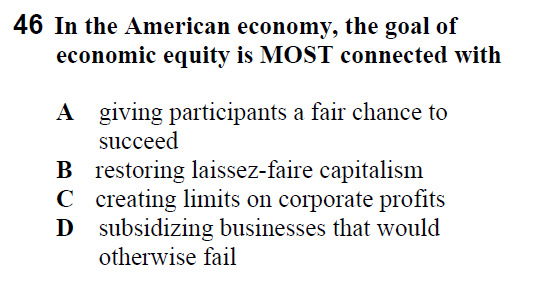 46 In the American economy, the goal of
economic equity is MOST connected with
A giving participants a fair chance to
succeed
B restoring laissez-faire capitalism
C creating limits on corporate profits
D subsidizing businesses that would
otherwise fail